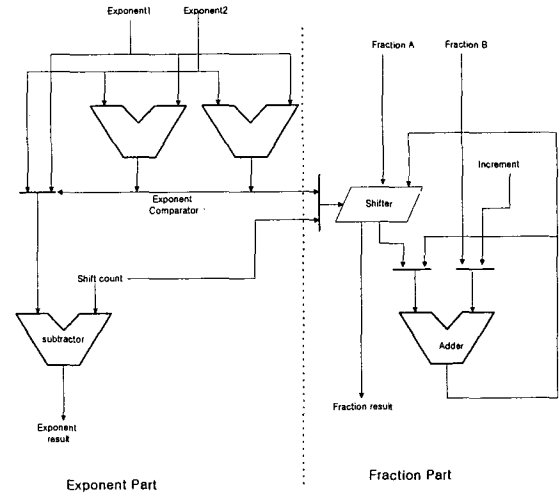 Exponent1
Exponent2
Fraction A
Fraction B
Increment
Exponent
Comparator
Shifter
Shift count
subtractor
Adder
Exponent
result
Fraction result
Exponent Part
Fraction Part